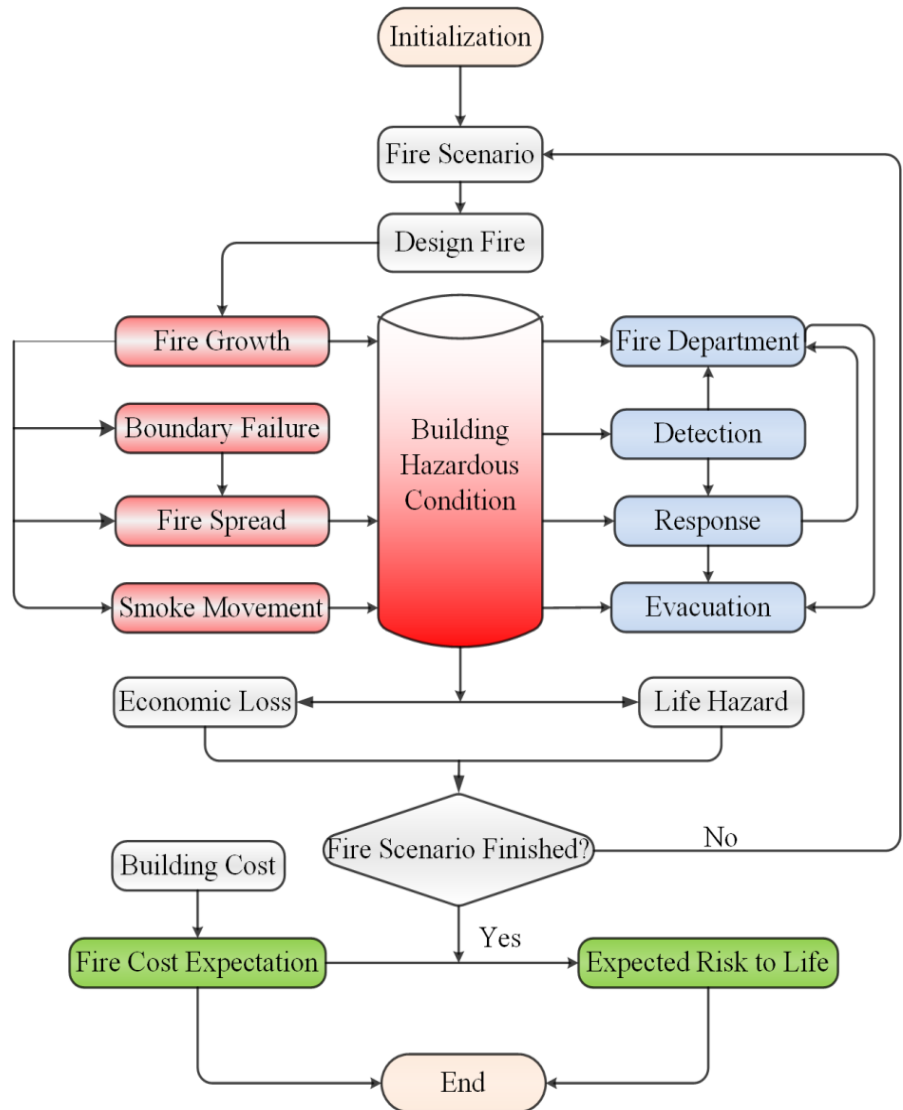 Initialization
Fire Scenario
Design Fire
Fire Growth
Boundary Failure
Fire Spread
Smoke Movement
Building
Hazardous
Condition
Fire Department
Detection
Response
Evacuation
Economic Loss
Life Hazard
Fire Scenario Finished?
No
Building Cost
Yes
Fire Cost Expectation
Expected Risk to Life
End